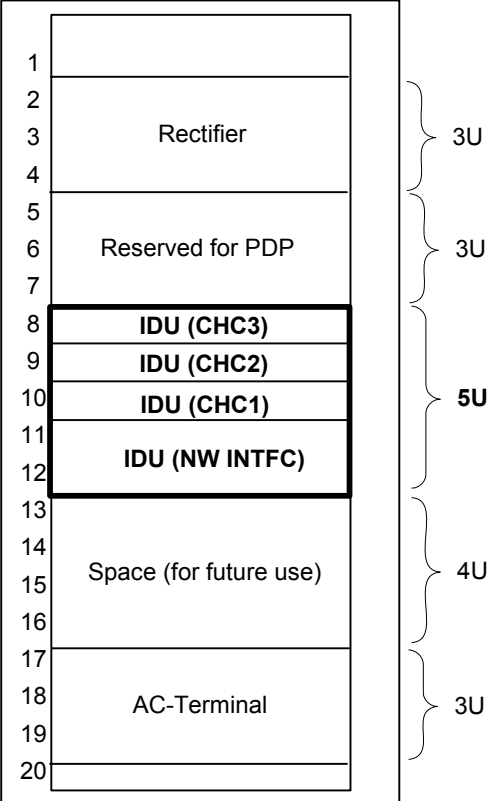 1
2
3 Rectifier 3U
4
5
6 Reserved for PDP 3U
7
8 IDU (CHC3)
9 IDU (CHC2)
10 IDU (CHC1) 5U
11
IDU (NW INTFC)
12
13
14
15 Space (for future use) 4U
16
17
18 AC-Terminal 3U
19
20